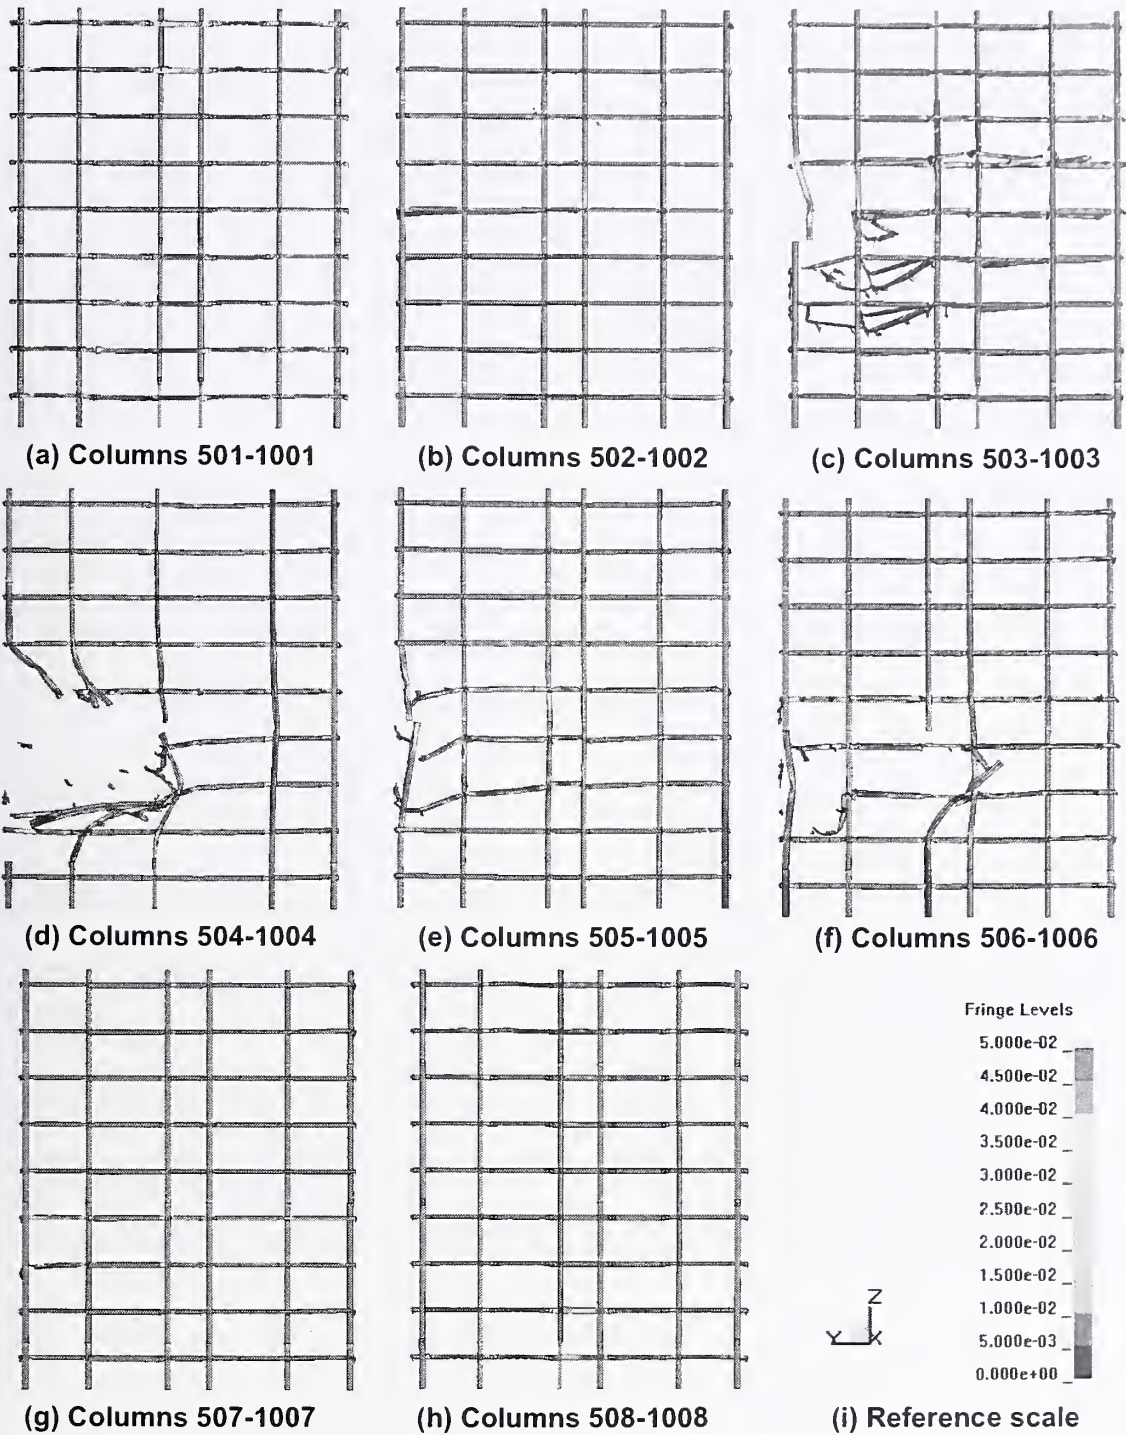 (a) Columns 501-1001
(b) Columns 502-1002
(c) Columns 503-1003
(d) Columns 504-1004
(e) Columns 505-1005
(f) Columns 506-1006
Fringe Levels
5.000e-02
4.500e-02
4.000e-02
3.500e-02
3.000e-02
2.500e-02
2.000e-02
1.500e-02
1.000e-02
5.000e-03
0.000e+00
Z
Y X
(g) Columns 507-1007
(h) Columns 508-1008
(i) Reference scale